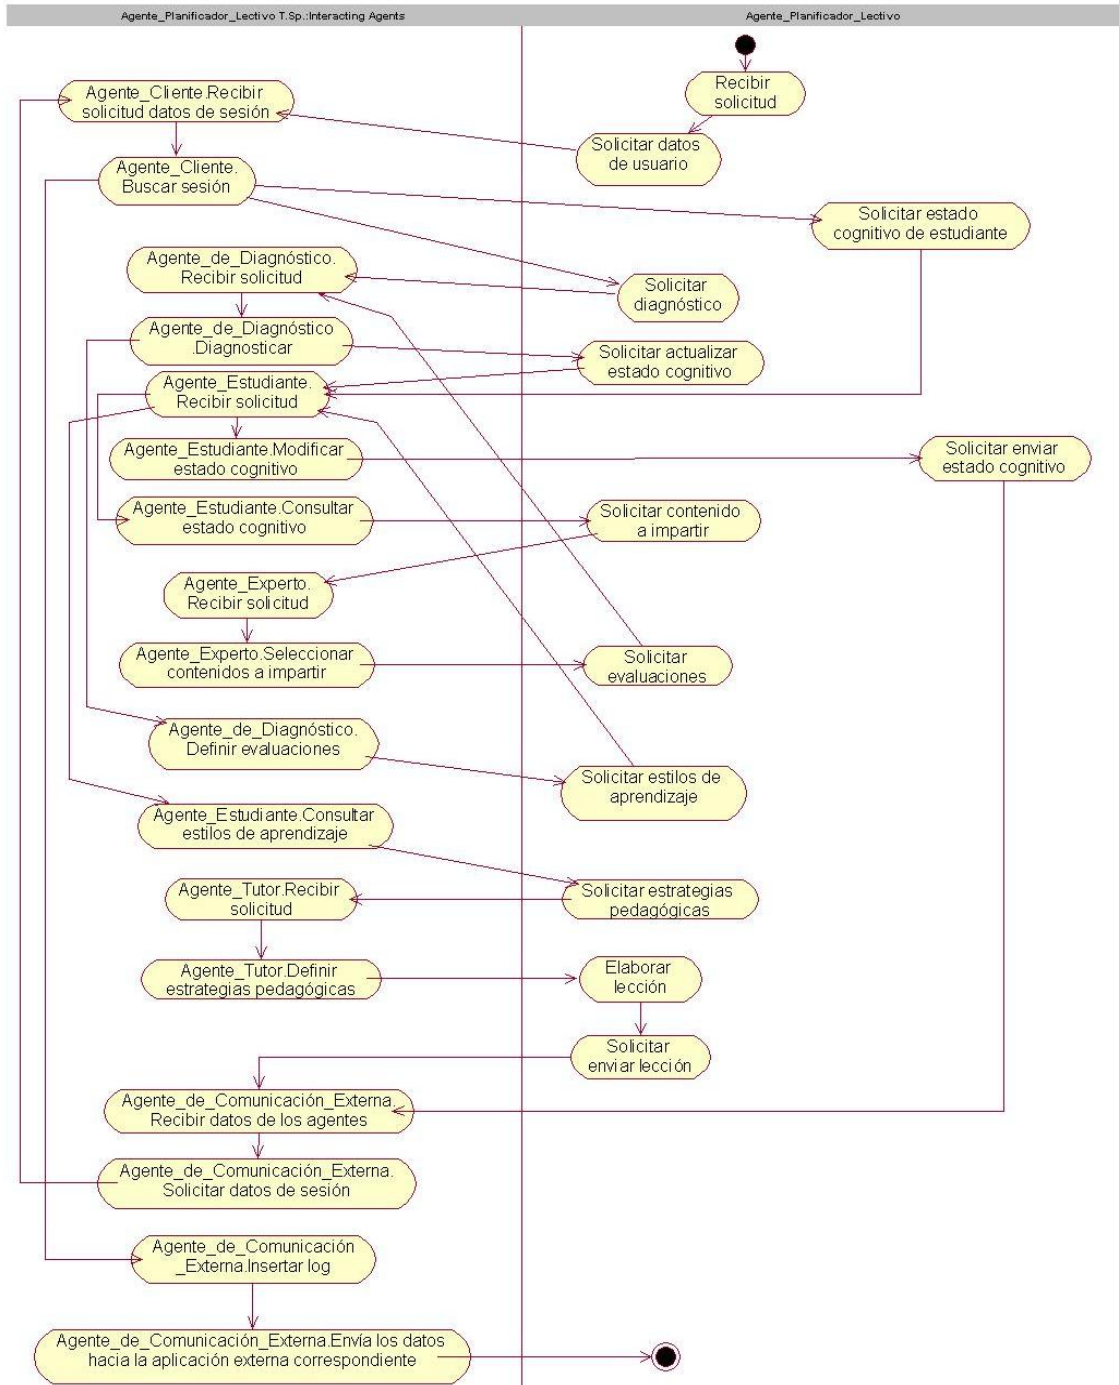 Agente_Planificador_Lectivo T.Sp.:Interacting Agents
Agente_Planificador_Lectivo
Recibir
solicitud
Agente_Cliente.Recibir
solicitud datos de sesión
Solicitar datos
de usuario
Agente_Cliente.
Buscar sesión
Solicitar estado
cognitivo de estudiante
Agente_de_Diagnóstico.
Recibir solicitud
Solicitar
diagnóstico
Agente_de_Diagnóstico
.Diagnosticar
Solicitar actualizar
estado cognitivo
Agente_Estudiante.
Recibir solicitud
Agente_Estudiante.Modificar
estado cognitivo
Solicitar enviar
estado cognitivo
Agente_Estudiante.Consultar
estado cognitivo
Solicitar contenido
a impartir
Agente_Experto.
Recibir solicitud
Agente_Experto.Seleccionar
contenidos a impartir
Solicitar
evaluaciones
Agente_de_Diagnóstico.
Definir evaluaciones
Solicitar estilos de
aprendizaje
Agente_Estudiante.Consultar
estilos de aprendizaje
Agente_Tutor.Recibir
solicitud
Solicitar estrategias
pedagógicas
Agente_Tutor.Definir
estrategias pedagógicas
Elaborar
lección
Solicitar
enviar lección
Agente_de_Comunicación_Externa.
Recibir datos de los agentes
Agente_de_Comunicación_Externa.
Solicitar datos de sesión
Agente_de_Comunicación
_Externa.Insertar log
Agente_de_Comunicación_Externa.Envía los datos
hacia la aplicación externa correspondiente